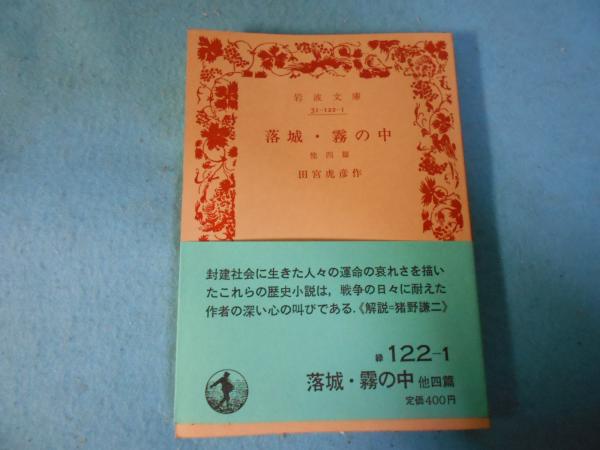 岩波文庫
31-122-1
落城・霧の中
他四篇
田宮虎彦作
封建社会に生きた人々の運命の哀れさを描い
たこれらの歴史小説は，戦争の日々に耐えた
作者の深い心の叫びである.《解説=猪野謙二》
緑 122-1
落城・霧の中 他四篇
定価400円